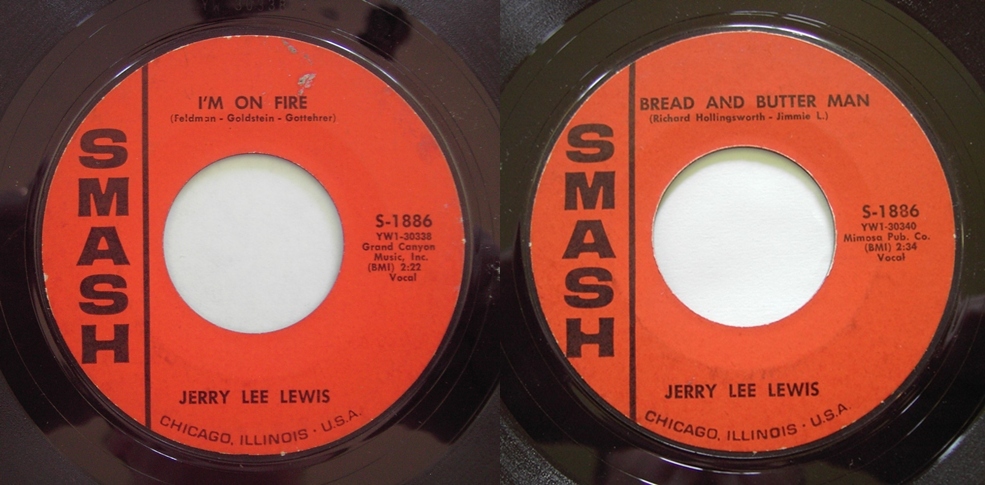 I'M ON FIRE
(Feldman - Goldstein - Gottehrer)
SMASH
S-1886
YW1-30338
Grand Canyon
Music, Inc.
(BMI) 2:22
Vocal
JERRY LEE LEWIS
CHICAGO, ILLINOIS · U.S.A.
BREAD AND BUTTER MAN
(Richard Hollingsworth - Jimmie L.)
SMASH
S-1886
YW1-30340
Mimosa Pub. Co.
(BMI) 2:34
Vocal
JERRY LEE LEWIS
CHICAGO, ILLINOIS · U.S.A.